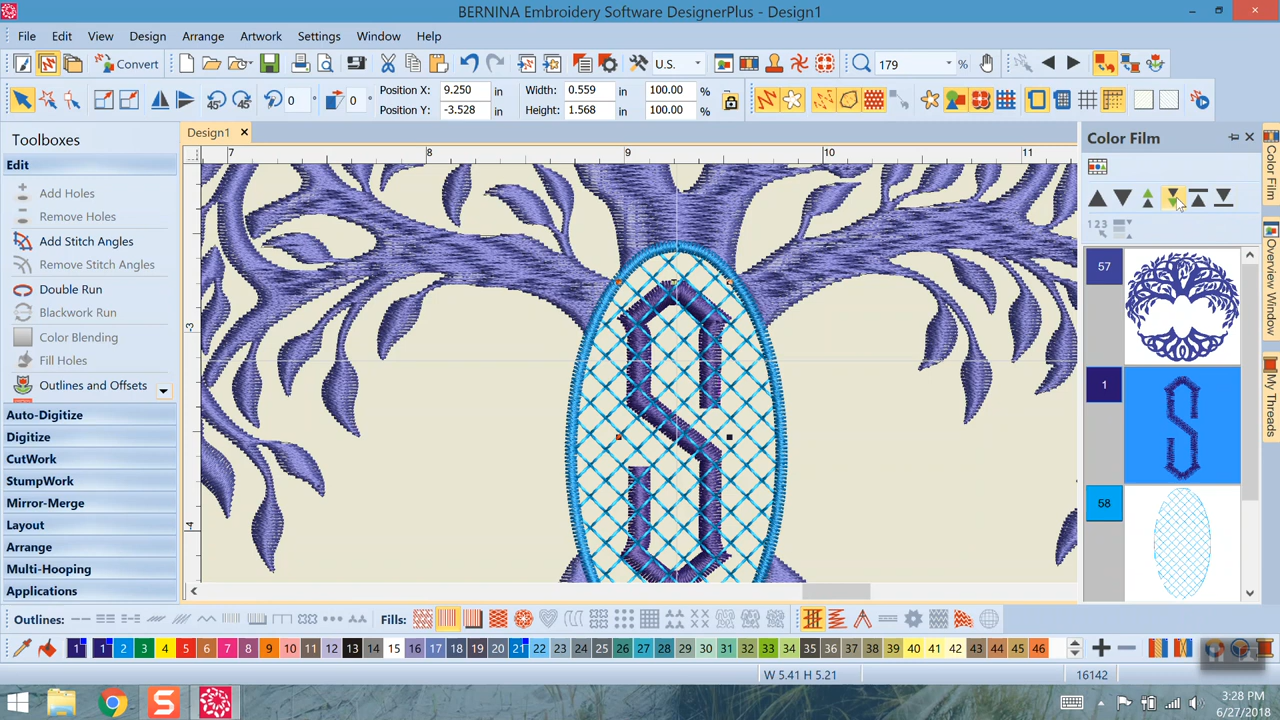 BERNINA Embroidery Software DesignerPlus - Design1
File Edit View Design Arrange Artwork Settings Window Help
Convert U.S. 179 %
0 ° 0 ° Position X: 9.250 in Width: 0.559 in 100.00 %
Position Y: -3.528 in Height: 1.568 in 100.00 %
Toolboxes
Edit
Add Holes
Remove Holes
Add Stitch Angles
Remove Stitch Angles
Double Run
Blackwork Run
Color Blending
Fill Holes
Outlines and Offsets
Auto-Digitize
Digitize
CutWork
StumpWork
Mirror-Merge
Layout
Arrange
Multi-Hooping
Applications
Design1
7 8 9 10 11
-3
-4
S
Color Film
1 2 3
57
1
S
58
Color Film
Overview Window
My Threads
Outlines: Fills:
1 1 2 3 4 5 6 7 8 9 10 11 12 13 14 15 16 17 18 19 20 21 22 23 24 25 26 27 28 29 30 31 32 33 34 35 36 37 38 39 40 41 42 43 44 45 46
W 5.41 H 5.21 16142
3:28 PM
6/27/2018